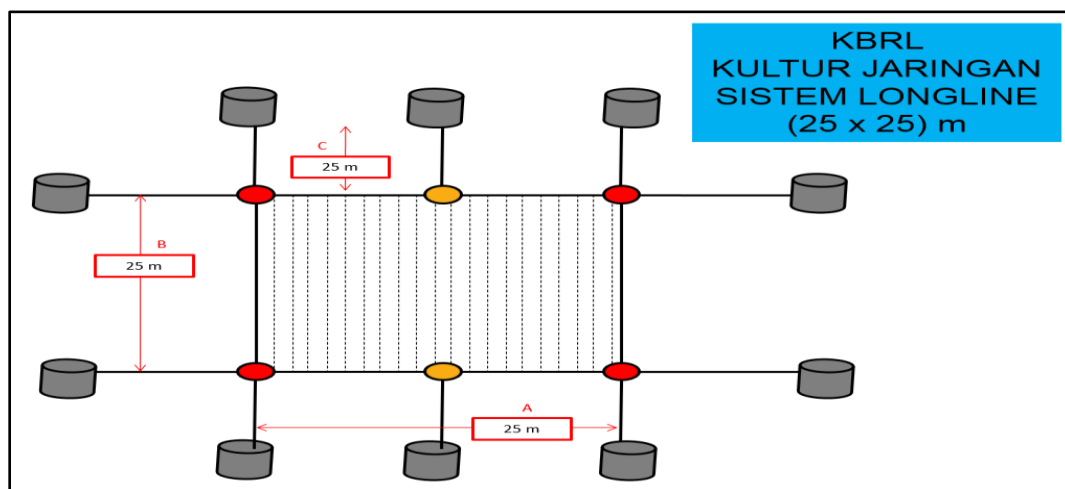 KBRL
KULTUR JARINGAN
SISTEM LONGLINE
(25 x 25) m
C
25 m
B
25 m
A
25 m